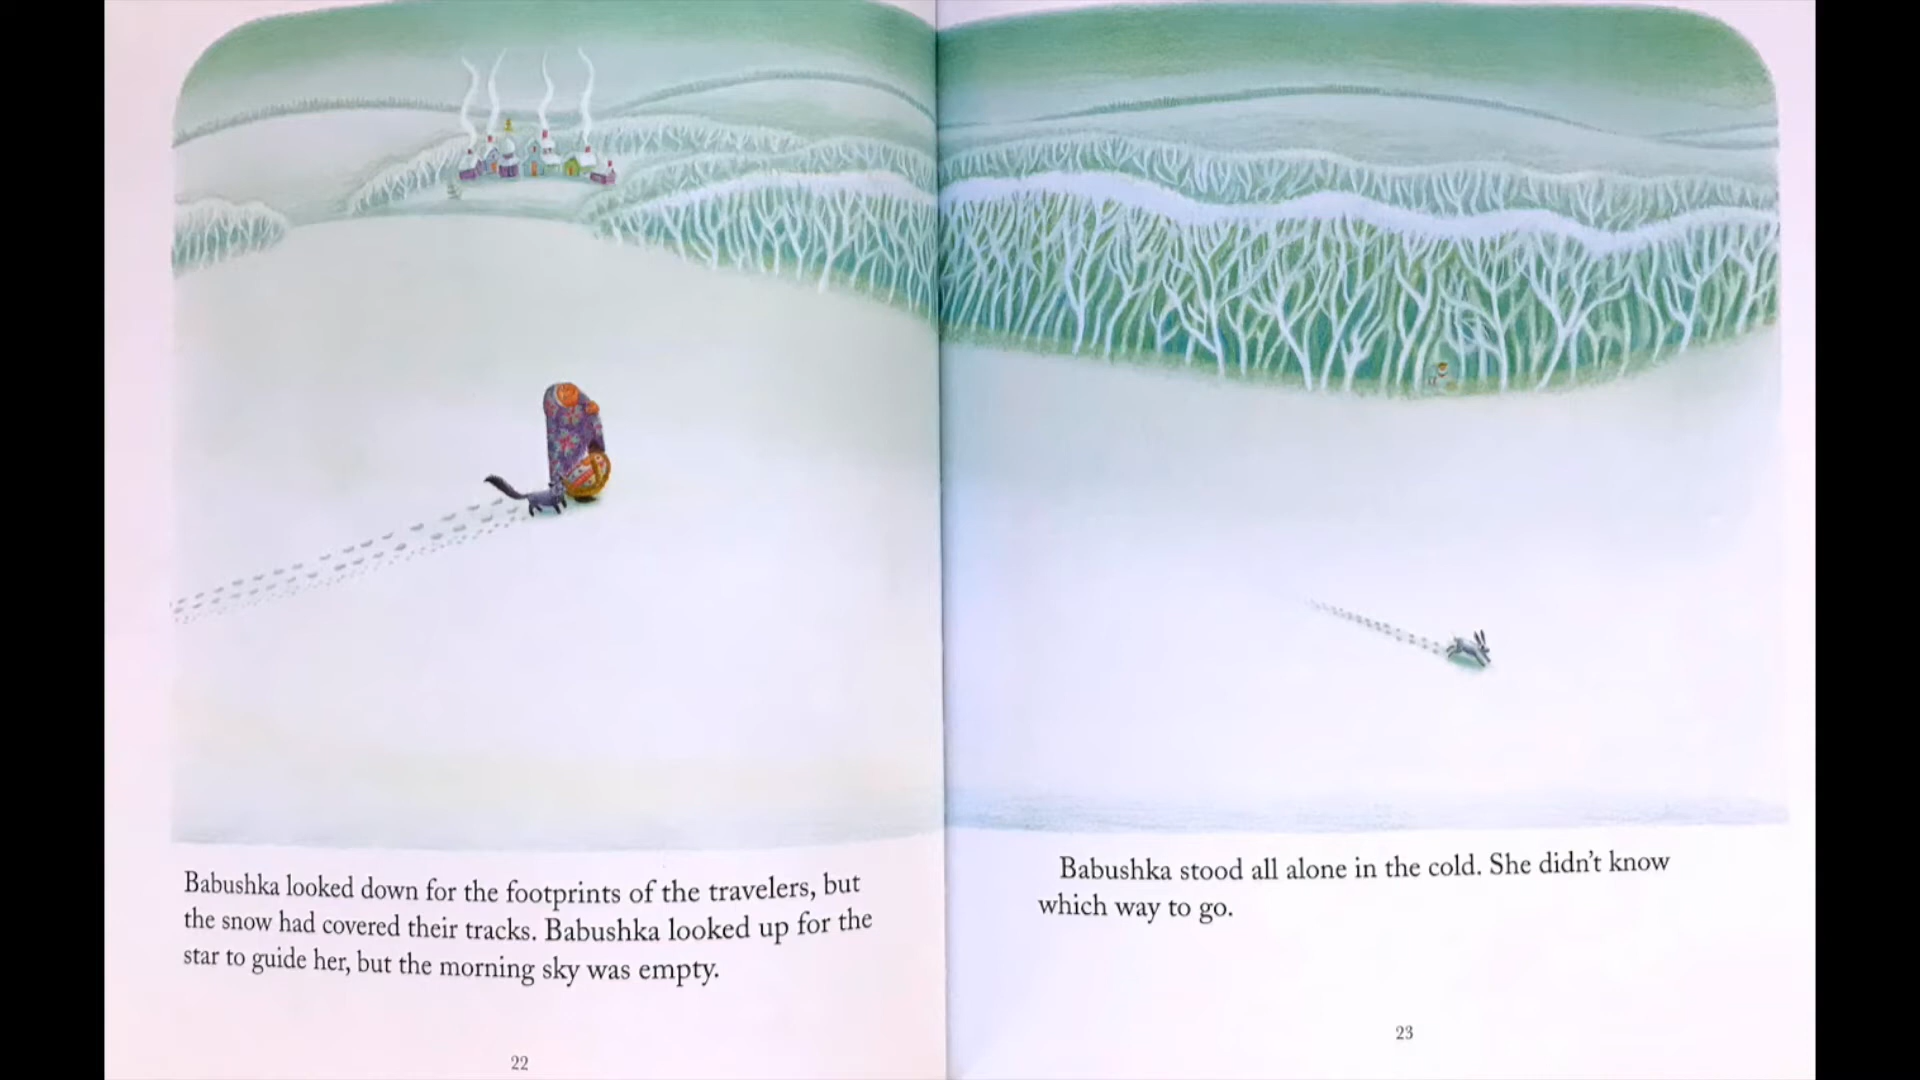 Babushka looked down for the footprints of the travelers, but
the snow had covered their tracks. Babushka looked up for the
star to guide her, but the morning sky was empty.
22
Babushka stood all alone in the cold. She didn't know
which way to go.
23